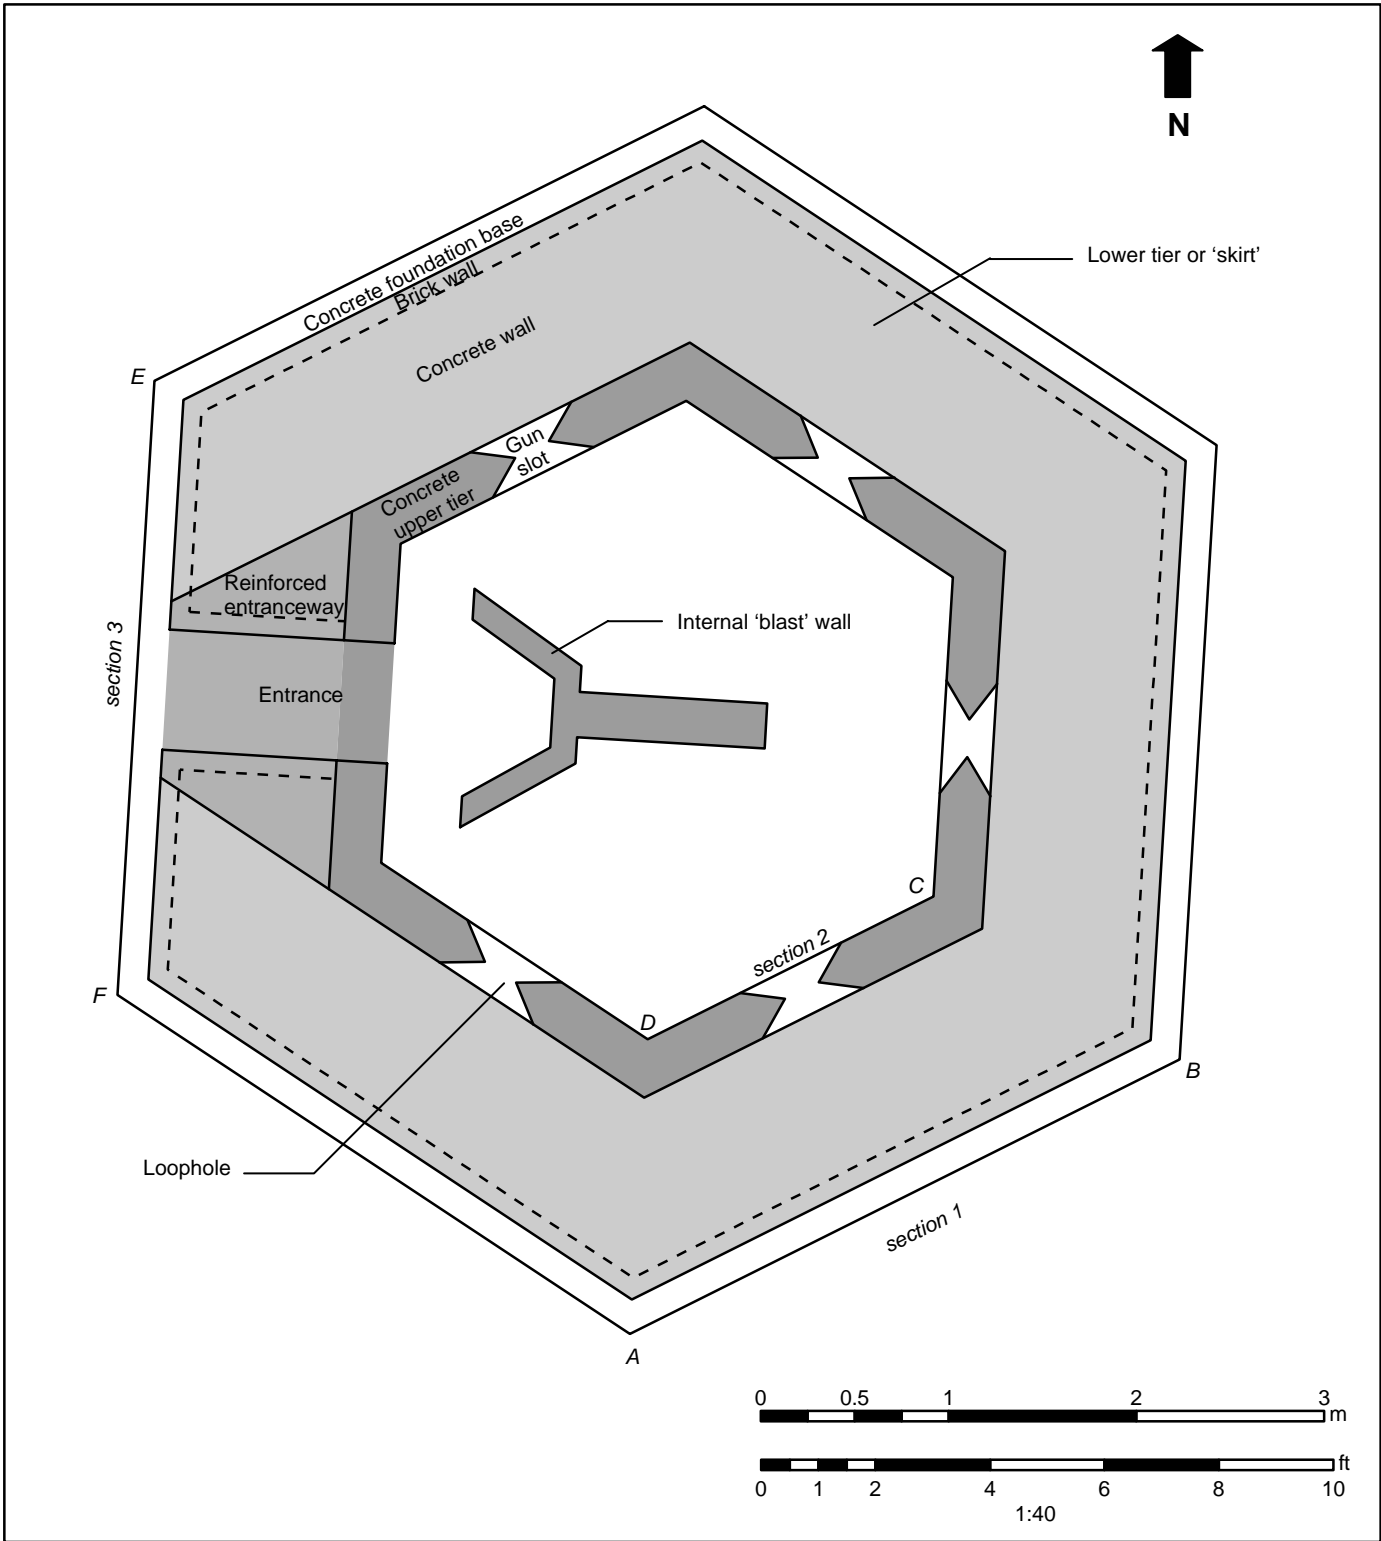 N
Lower tier or ‘skirt’
Concrete foundation base
Brick wall
Concrete wall
E
Gun
slot
Concrete
upper tier
Reinforced
entranceway
Internal ‘blast’ wall
section 3
Entrance
C
section 2
F
D
B
Loophole
section 1
A
0 0.5 1 2 3
m
ft
0 1 2 4 6 8 10
1:40